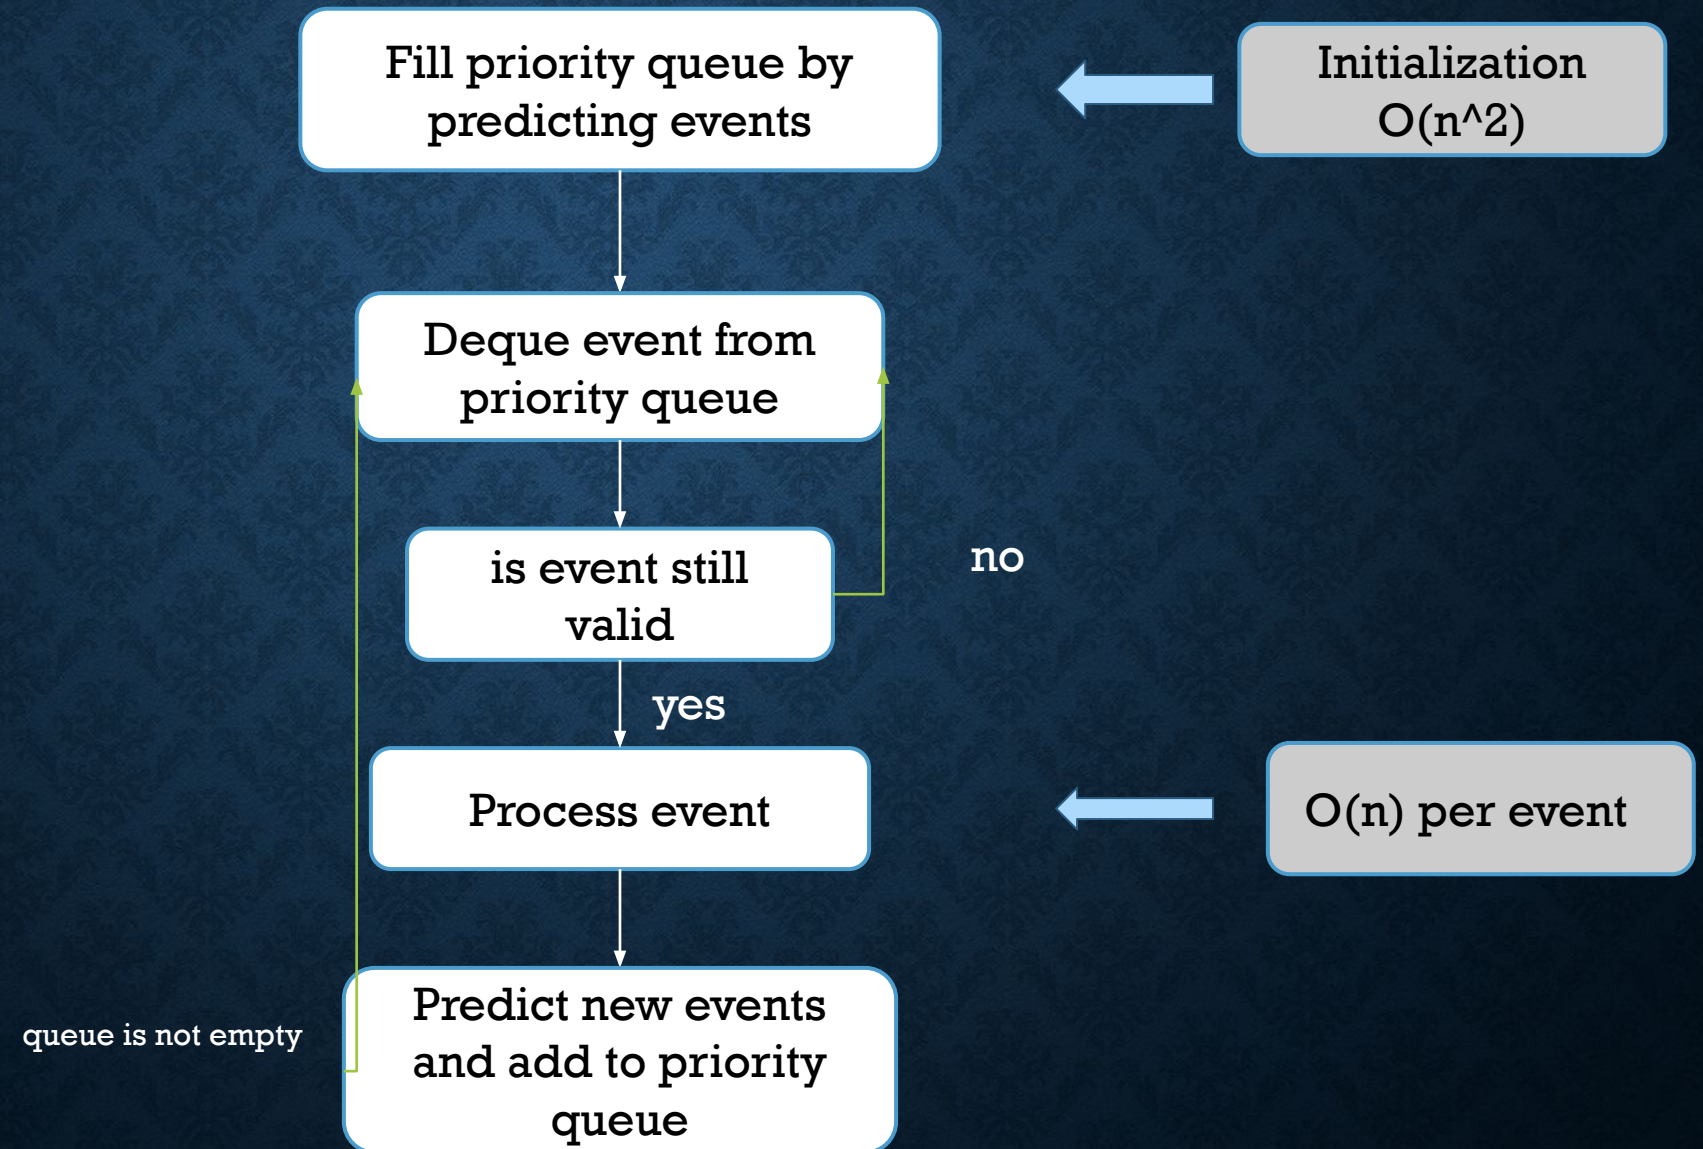 Fill priority queue by
predicting events
Initialization
O(n^2)
Deque event from
priority queue
is event still
valid
no
yes
Process event
O(n) per event
queue is not empty
Predict new events
and add to priority
queue